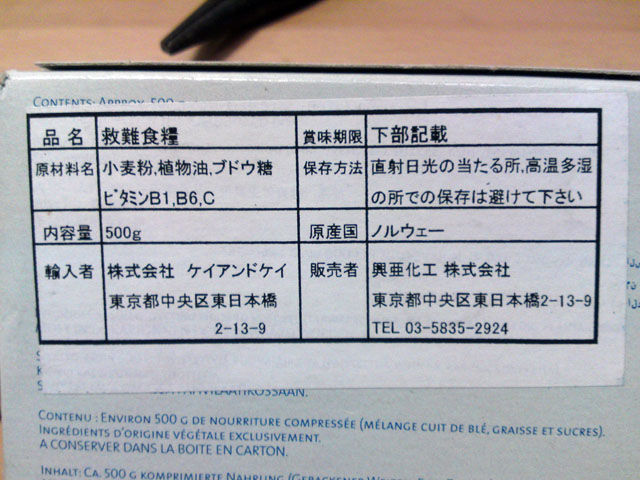 CONTENTS: APPROX. 500 g
品 名 救難食糧 賞味期限 下部記載
原材料名 小麦粉,植物油,ブドウ糖 保存方法 直射日光の当たる所,高温多湿
ビタミンB1,B6,C の所での保存は避けて下さい
内容量 500g 原産国 ノルウェー
輸入者 株式会社 ケイアンドケイ 販売者 興亜化工 株式会社
東京都中央区東日本橋 東京都中央区東日本橋2-13-9
2-13-9 TEL 03-5835-2924
CONTENU : ENVIRON 500 G DE NOURRITURE COMPRESSÉE (MÉLANGE CUIT DE BLÉ, GRAISSE ET SUCRES).
INGRÉDIENTS D'ORIGINE VÉGÉTALE EXCLUSIVEMENT.
A CONSERVER DANS LA BOITE EN CARTON.
INHALT: CA. 500 G KOMPRIMIERTE NAHRUNG (GEBACKENER